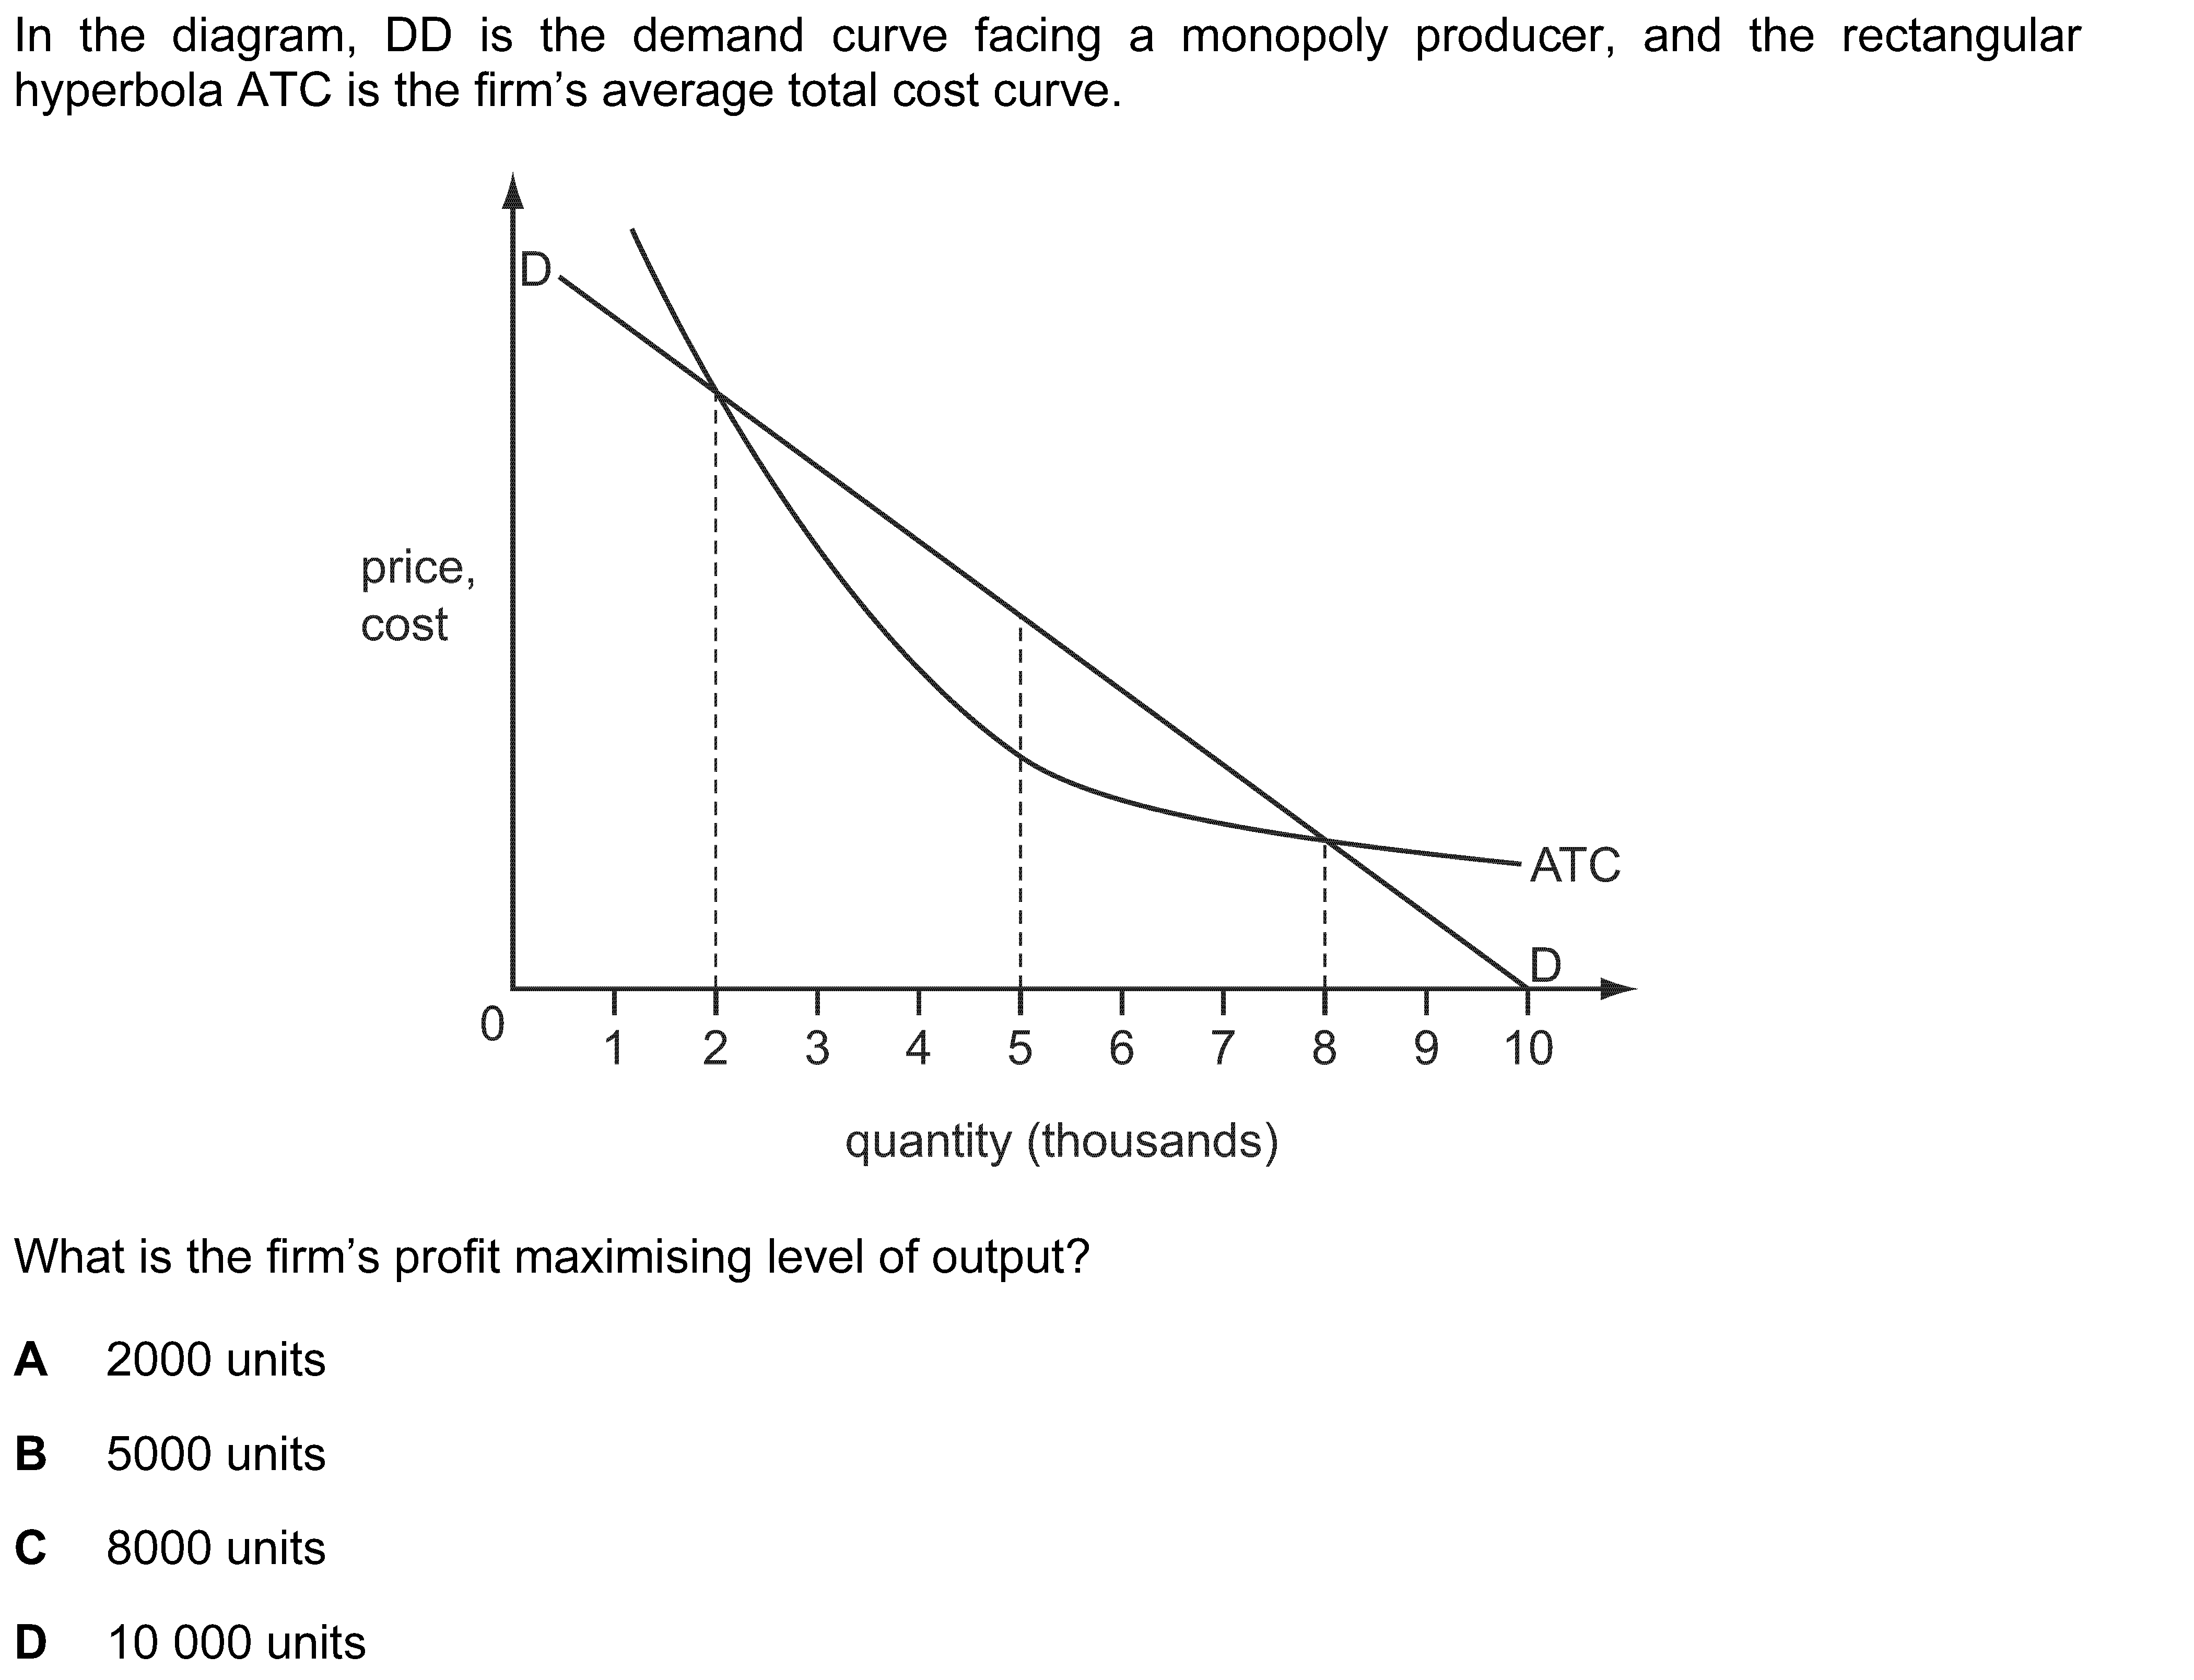 In the diagram, DD is the demand curve facing a monopoly producer, and the rectangular
hyperbola ATC is the firm’s average total cost curve.
D
price,
cost
ATC
D
0
1 2 3 4 5 6 7 8 9 10
quantity (thousands)
What is the firm’s profit maximising level of output?
A 2000 units
B 5000 units
C 8000 units
D 10 000 units